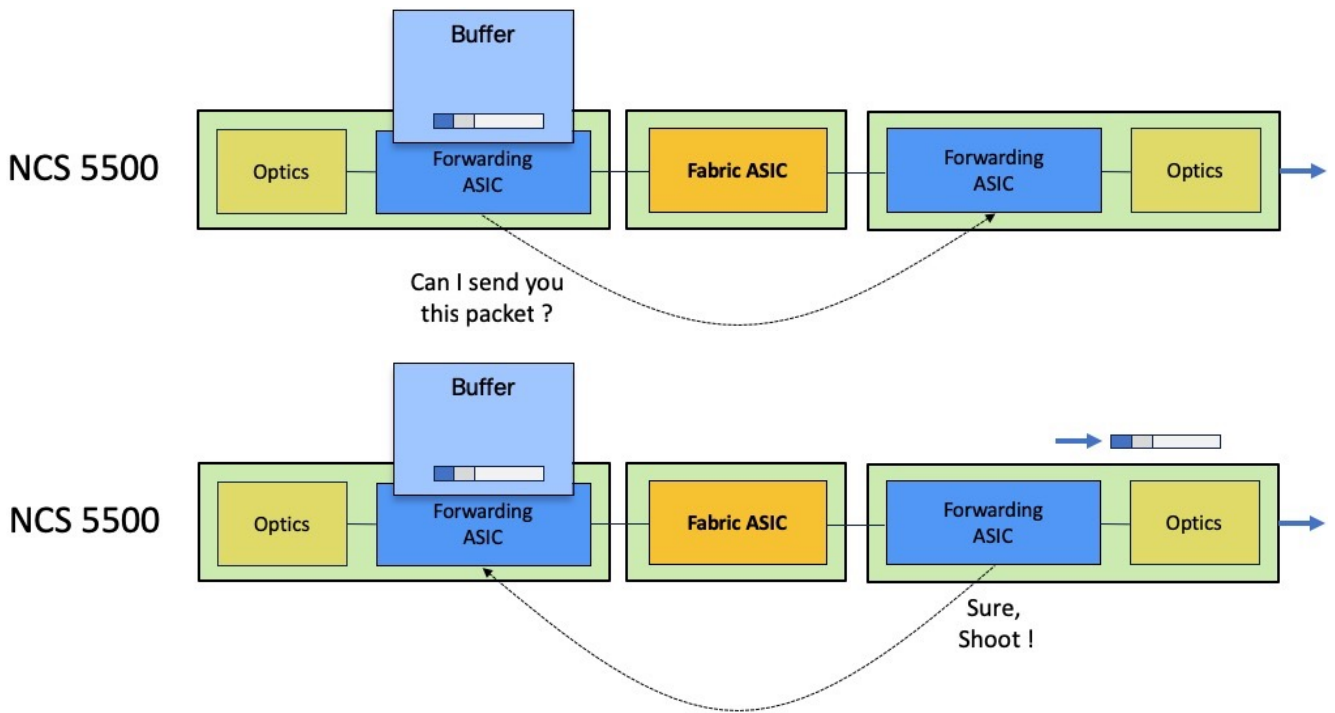 Buffer
NCS 5500
Optics
Forwarding
ASIC
Fabric ASIC
Forwarding
ASIC
Optics
Can I send you
this packet ?
Buffer
NCS 5500
Optics
Forwarding
ASIC
Fabric ASIC
Forwarding
ASIC
Optics
Sure,
Shoot !